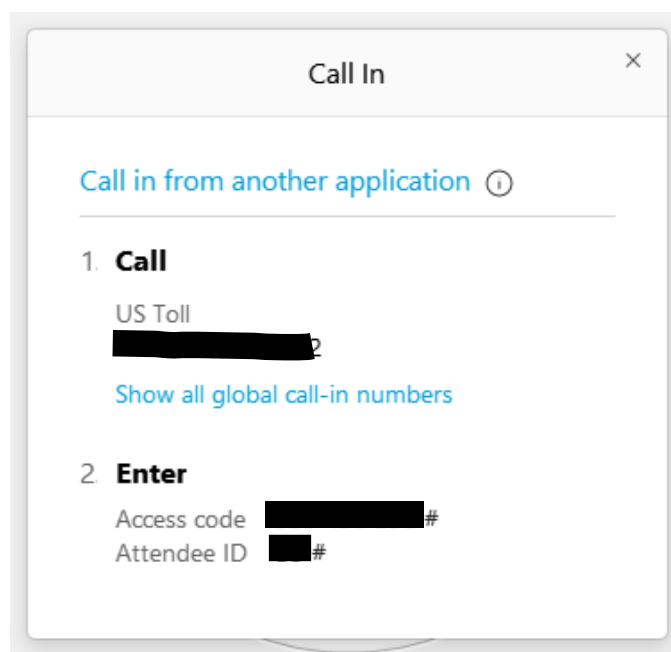 Call In
Call in from another application
1. Call
US Toll
2
Show all global call-in numbers
2. Enter
Access code #
Attendee ID #